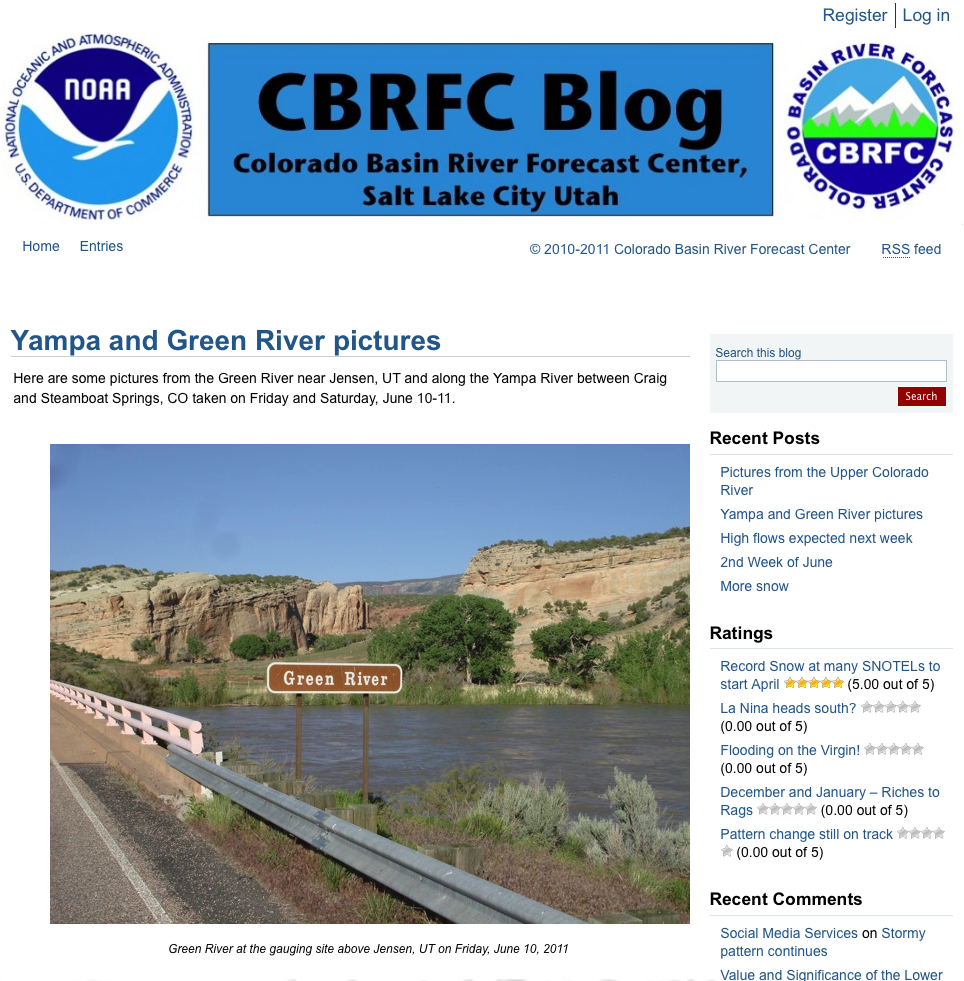 Register Log in
NATIONAL OCEANIC AND ATMOSPHERIC ADMINISTRATION
U.S. DEPARTMENT OF COMMERCE
NOAA
CBRFC Blog
Colorado Basin River Forecast Center,
Salt Lake City Utah
COLORADO BASIN RIVER FORECAST CENTER
CBRFC
Home Entries
© 2010-2011 Colorado Basin River Forecast Center RSS feed
Yampa and Green River pictures
Here are some pictures from the Green River near Jensen, UT and along the Yampa River between Craig
and Steamboat Springs, CO taken on Friday and Saturday, June 10-11.
Green River
Green River at the gauging site above Jensen, UT on Friday, June 10, 2011
Search this blog
Search
Recent Posts
Pictures from the Upper Colorado
River
Yampa and Green River pictures
High flows expected next week
2nd Week of June
More snow
Ratings
Record Snow at many SNOTELs to
start April (5.00 out of 5)
La Nina heads south?
(0.00 out of 5)
Flooding on the Virgin!
(0.00 out of 5)
December and January – Riches to
Rags (0.00 out of 5)
Pattern change still on track
(0.00 out of 5)
Recent Comments
Social Media Services on Stormy
pattern continues
Value and Significance of the Lower